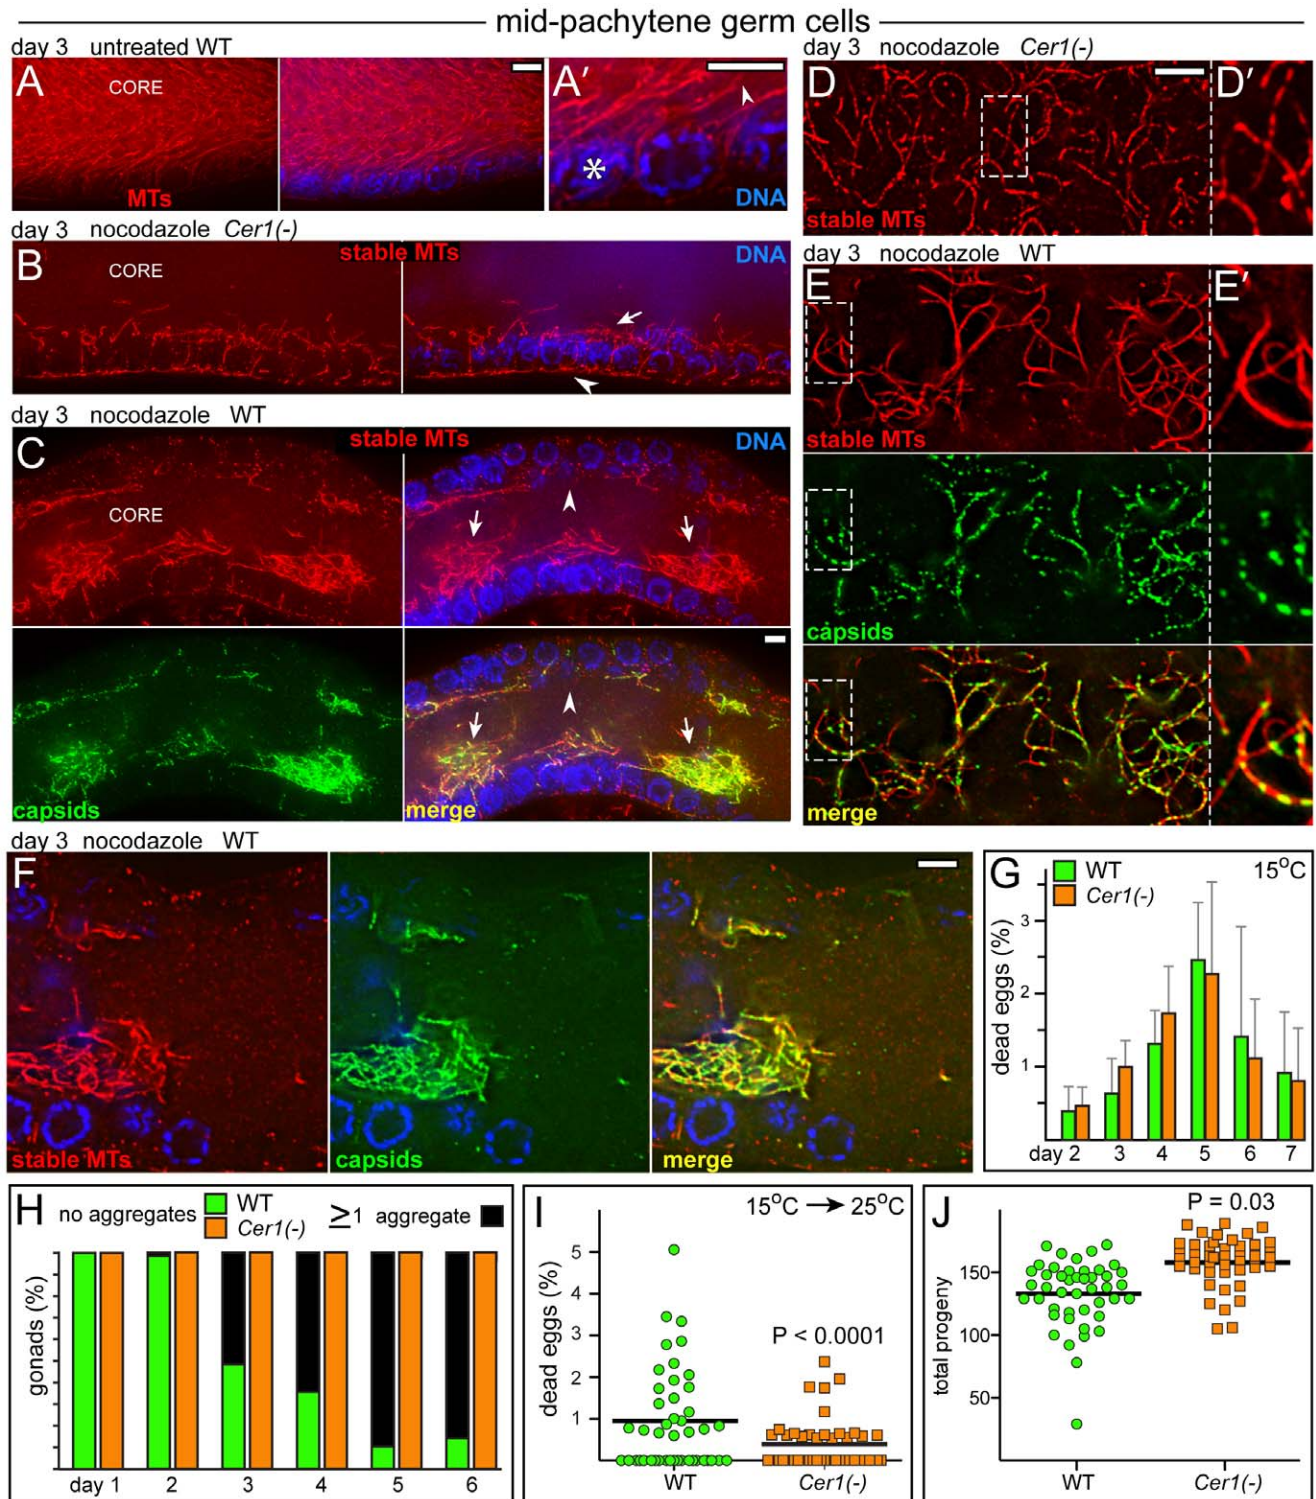 mid-pachytene germ cells
day 3 untreated WT
A
CORE
MTs
A'
*
DNA
day 3 nocodazole Cer1(-)
B
CORE
stable MTs
DNA
day 3 nocodazole WT
C
CORE
stable MTs
DNA
capsids
merge
day 3 nocodazole Cer1(-)
D
D'
stable MTs
day 3 nocodazole WT
E
E'
stable MTs
capsids
merge
day 3 nocodazole WT
F
stable MTs
capsids
merge
G
WT
Cer1(-)
15°C
dead eggs (%)
3
2
1
day 2 3 4 5 6 7
H
no aggregates
WT
Cer1(-)
≥1 aggregate
gonads (%)
day 1 2 3 4 5 6
I
15°C → 25°C
dead eggs (%)
5
4
3
2
1
P < 0.0001
WT Cer1(-)
J
P = 0.03
total progeny
150
100
50
WT Cer1(-)